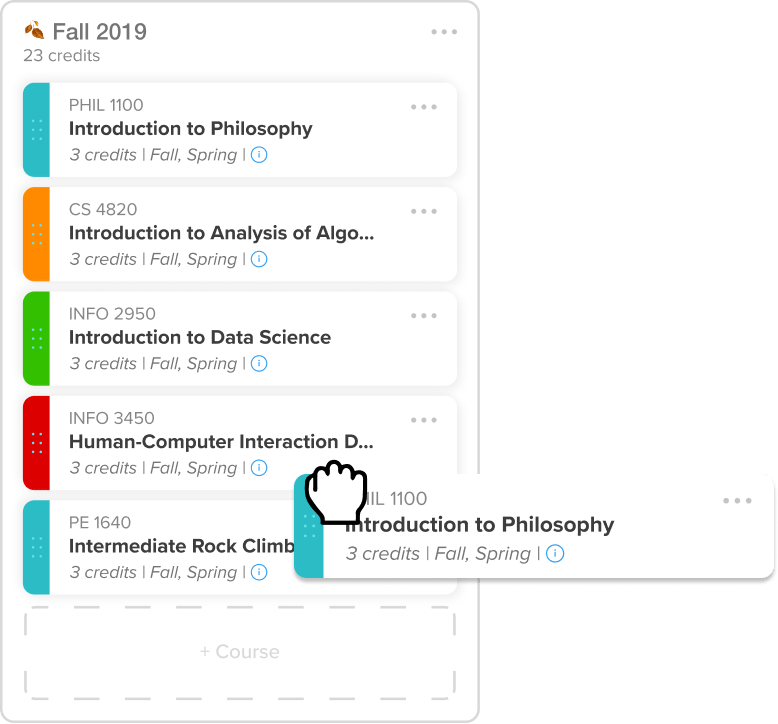 Fall 2019
23 credits
PHIL 1100
Introduction to Philosophy
3 credits | Fall, Spring |
CS 4820
Introduction to Analysis of Algo...
3 credits | Fall, Spring |
INFO 2950
Introduction to Data Science
3 credits | Fall, Spring |
INFO 3450
Human-Computer Interaction D...
3 credits | Fall, Spring |
PE 1640
Intermediate Rock Climb
3 credits | Fall, Spring |
IL 1100
Introduction to Philosophy
3 credits | Fall, Spring |
+ Course